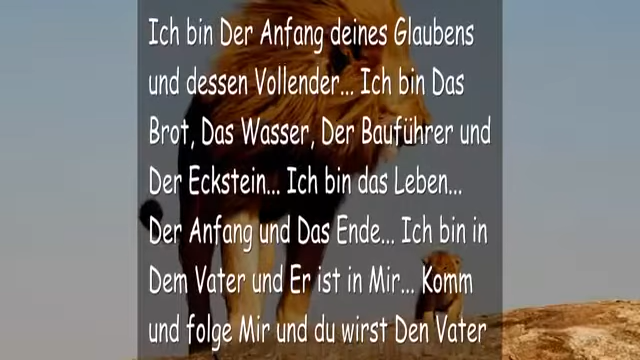 Ich bin Der Anfang deines Glaubens
und dessen Vollender... Ich bin Das
Brot, Das Wasser, Der Bauführer und
Der Eckstein... Ich bin das Leben...
Der Anfang und Das Ende... Ich bin in
Dem Vater und Er ist in Mir... Komm
und folge Mir und du wirst Den Vater